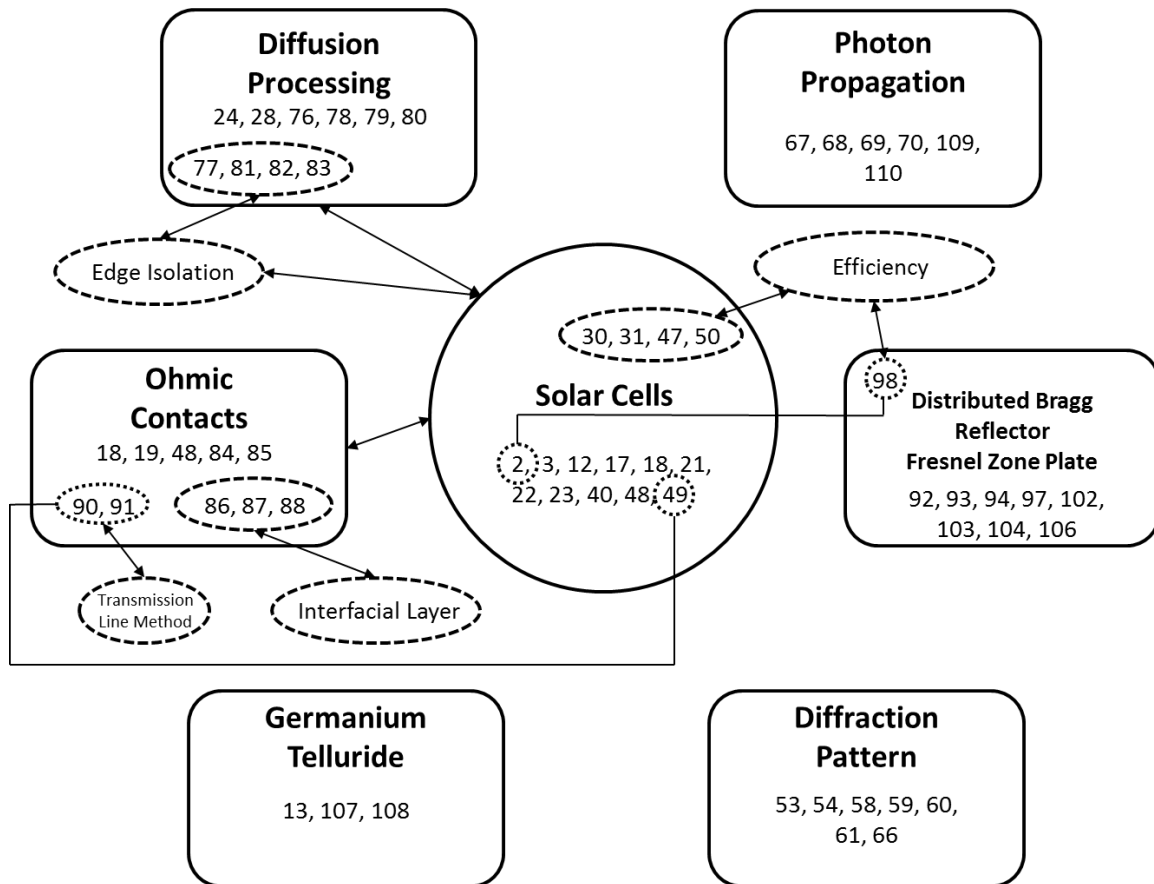 Diffusion
Processing
24, 28, 76, 78, 79, 80
77, 81, 82, 83
Photon
Propagation
67, 68, 69, 70, 109,
110
Edge Isolation
Efficiency
30, 31, 47, 50
Solar Cells
2, 3, 12, 17, 18, 21,
22, 23, 40, 48, 49
Ohmic
Contacts
18, 19, 48, 84, 85
90, 91
86, 87, 88
98
Distributed Bragg
Reflector
Fresnel Zone Plate
92, 93, 94, 97, 102,
103, 104, 106
Transmission
Line Method
Interfacial Layer
Germanium
Telluride
13, 107, 108
Diffraction
Pattern
53, 54, 58, 59, 60,
61, 66